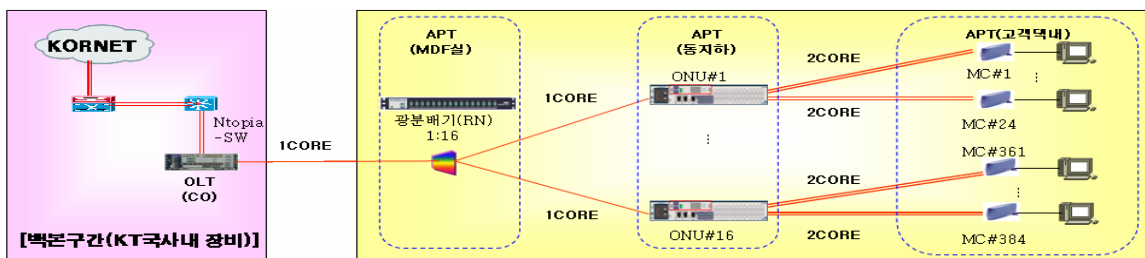 KORNET
Ntopia
-SW
OLT
(CO)
[백본구간(KT국사내 장비)]
1CORE
APT
(MDF실)
광분배기(RN)
1:16
1CORE
1CORE
APT
(동지하)
ONU#1
⋮
ONU#16
2CORE
2CORE
2CORE
2CORE
APT(고객댁내)
MC#1
⋮
MC#24
MC#361
⋮
MC#384